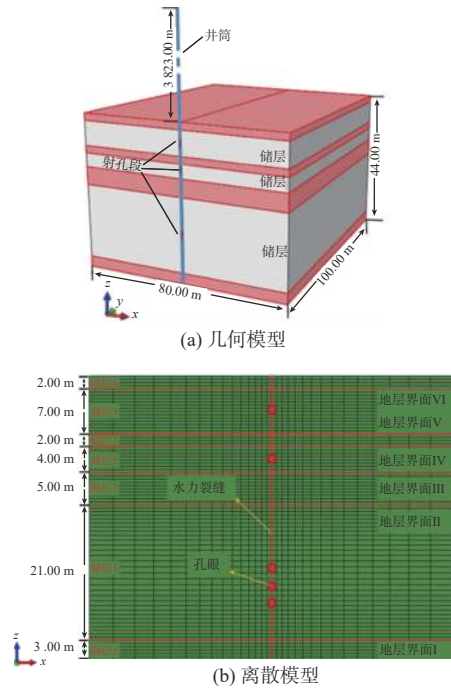 3 823.00 m
井筒
储层
射孔段
储层
44.00 m
储层
80.00 m
100.00 m
z
y
x
(a) 几何模型
2.00 m
地层界面VI
7.00 m
地层界面V
2.00 m
4.00 m
地层界面IV
5.00 m
地层界面III
水力裂缝
地层界面II
21.00 m
孔眼
3.00 m
地层界面I
z
x
(b) 离散模型